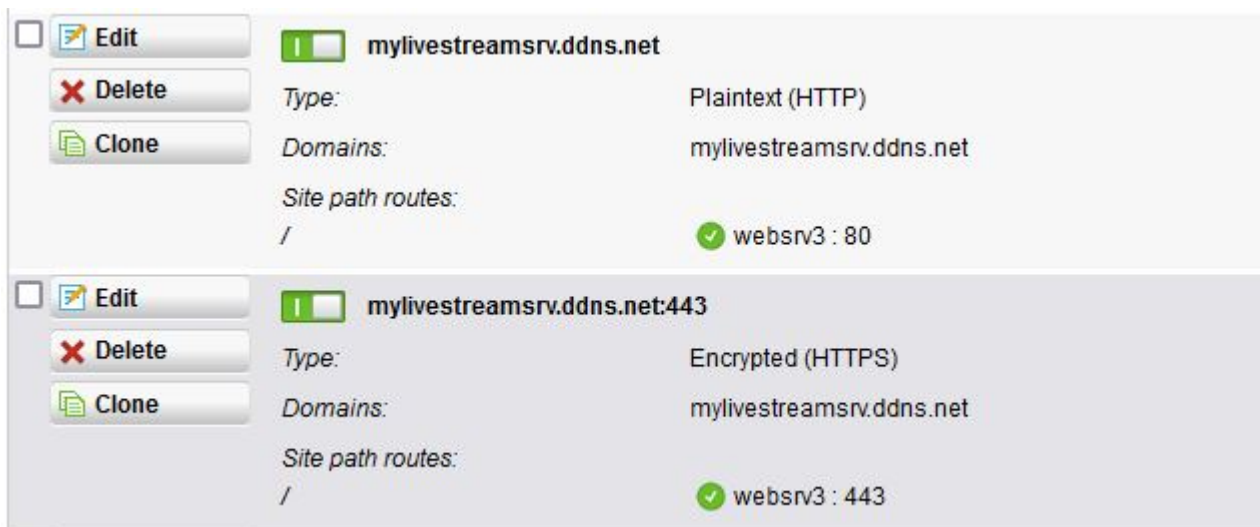 Edit
mylivestreamsrv.ddns.net
Delete
Type: Plaintext (HTTP)
Clone
Domains: mylivestreamsrv.ddns.net
Site path routes:
/ websrv3 : 80
Edit
mylivestreamsrv.ddns.net:443
Delete
Type: Encrypted (HTTPS)
Clone
Domains: mylivestreamsrv.ddns.net
Site path routes:
/ websrv3 : 443